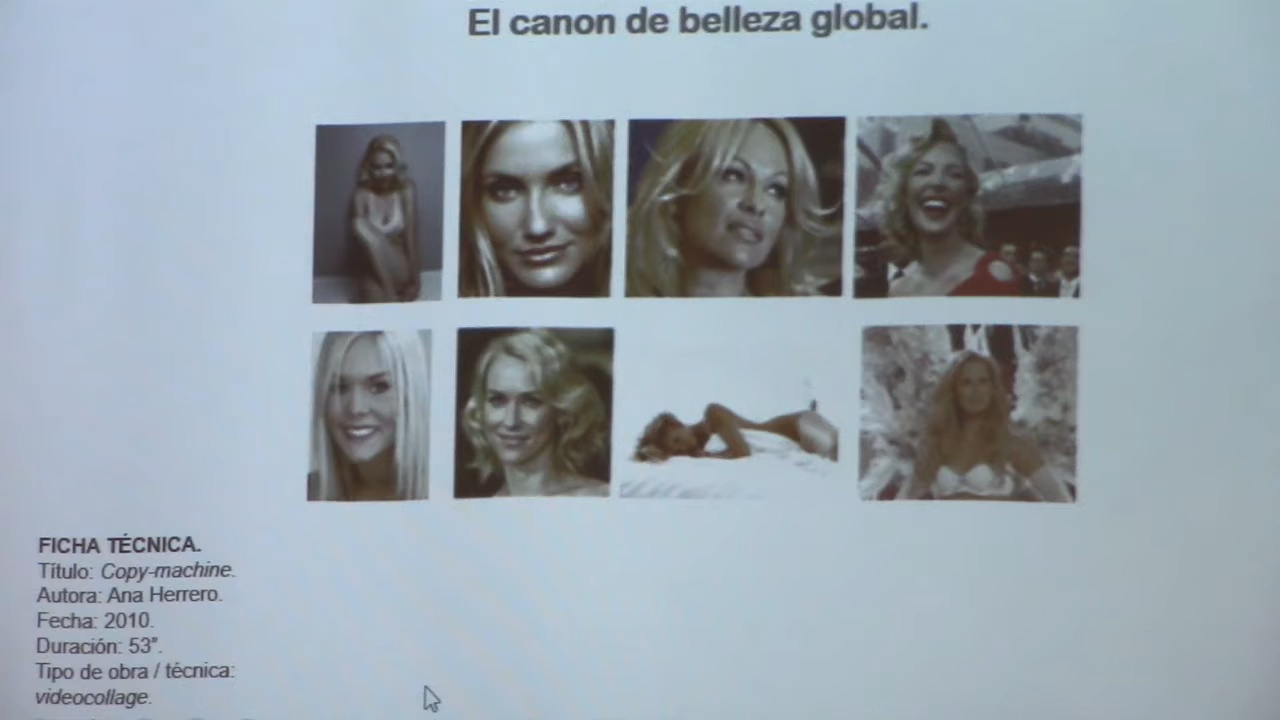 El canon de belleza global.
FICHA TÉCNICA.
Título: Copy-machine.
Autora: Ana Herrero.
Fecha: 2010.
Duración: 53".
Tipo de obra / técnica:
videocollage.